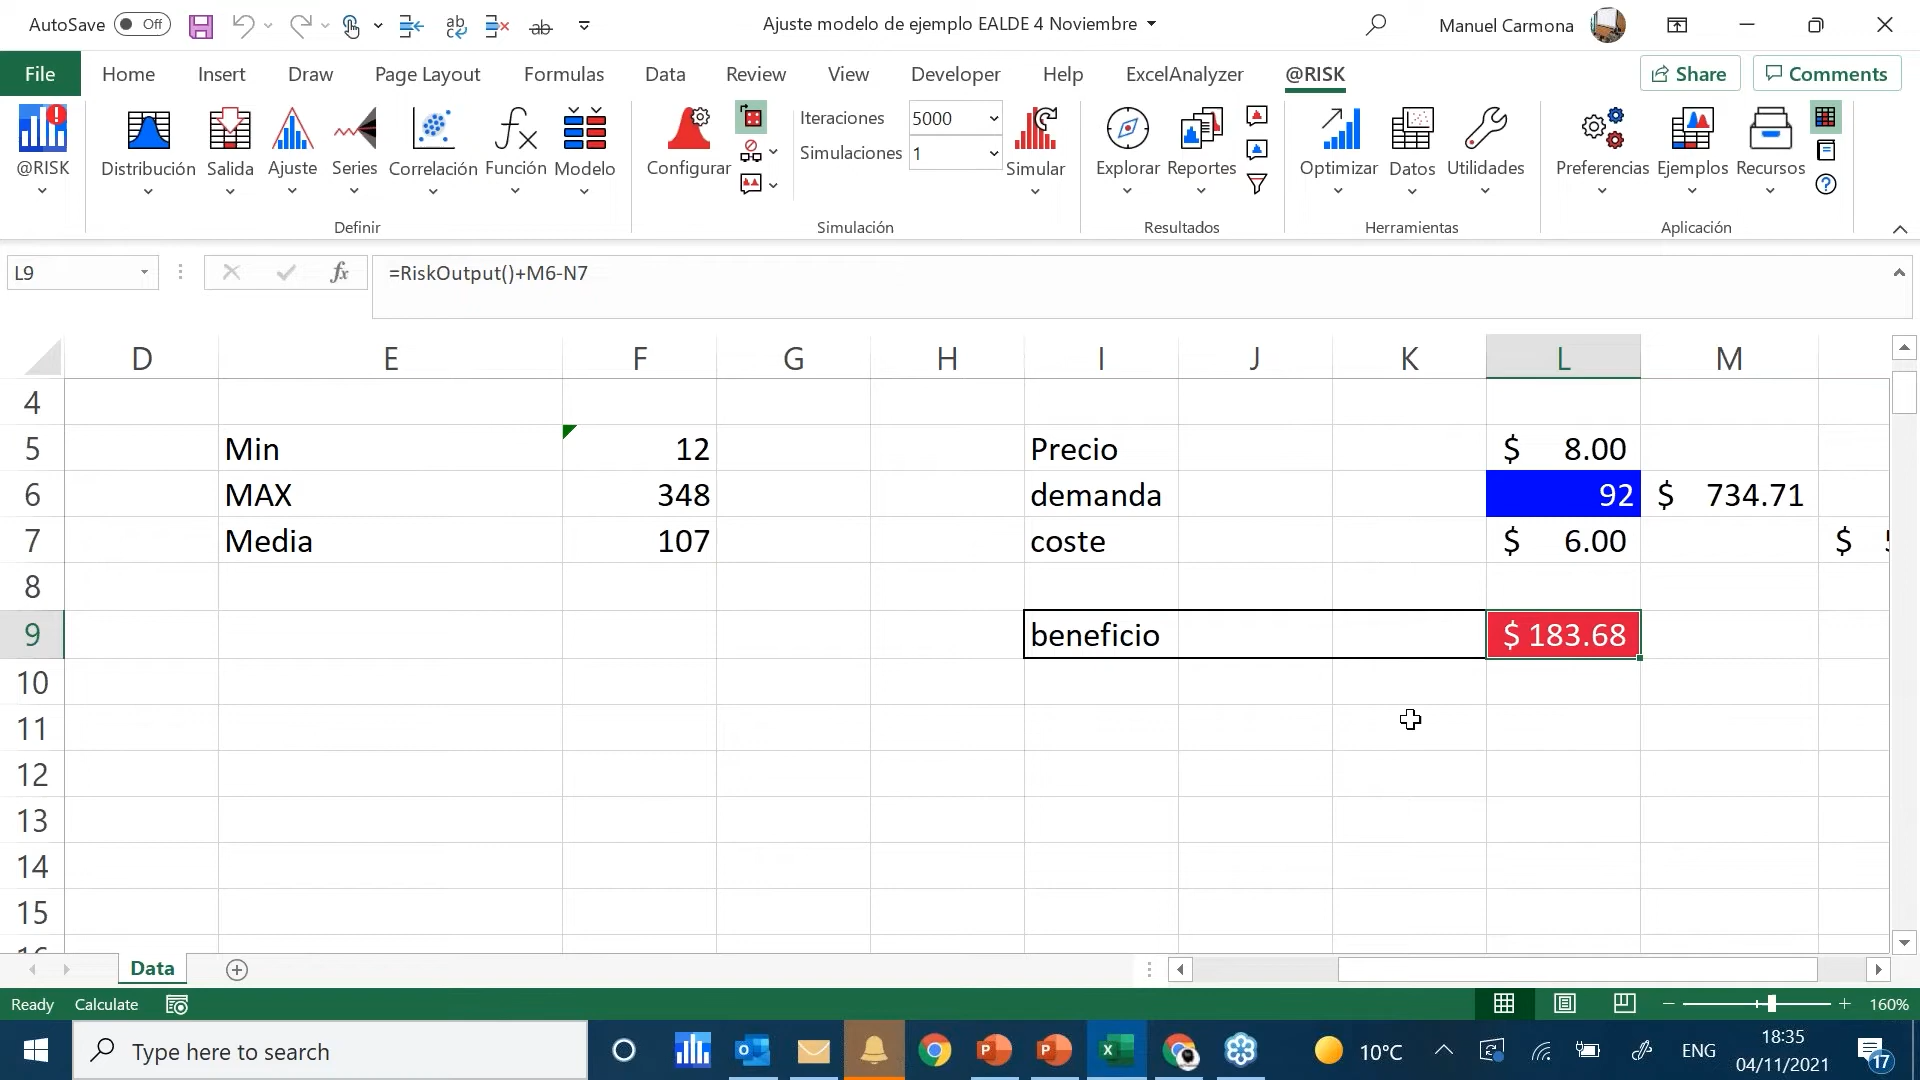 AutoSave Off
Ajuste modelo de ejemplo EALDE 4 Noviembre
Manuel Carmona
File Home Insert Draw Page Layout Formulas Data Review View Developer Help ExcelAnalyzer @RISK Share Comments
@RISK Distribución Salida Ajuste Series Correlación Función Modelo Configurar Iteraciones 5000 Simulaciones 1 Simular Explorar Reportes Optimizar Datos Utilidades Preferencias Ejemplos Recursos
Definir Simulación Resultados Herramientas Aplicación
L9 fx =RiskOutput()+M6-N7
D E F G H I J K L M
4
5 Min 12 Precio $ 8.00
6 MAX 348 demanda 92 $ 734.71
7 Media 107 coste $ 6.00 $
8
9 beneficio $ 183.68
10
11
12
13
14
15
Data
Ready Calculate 160%
Type here to search 10°C ENG 18:35
04/11/2021 17